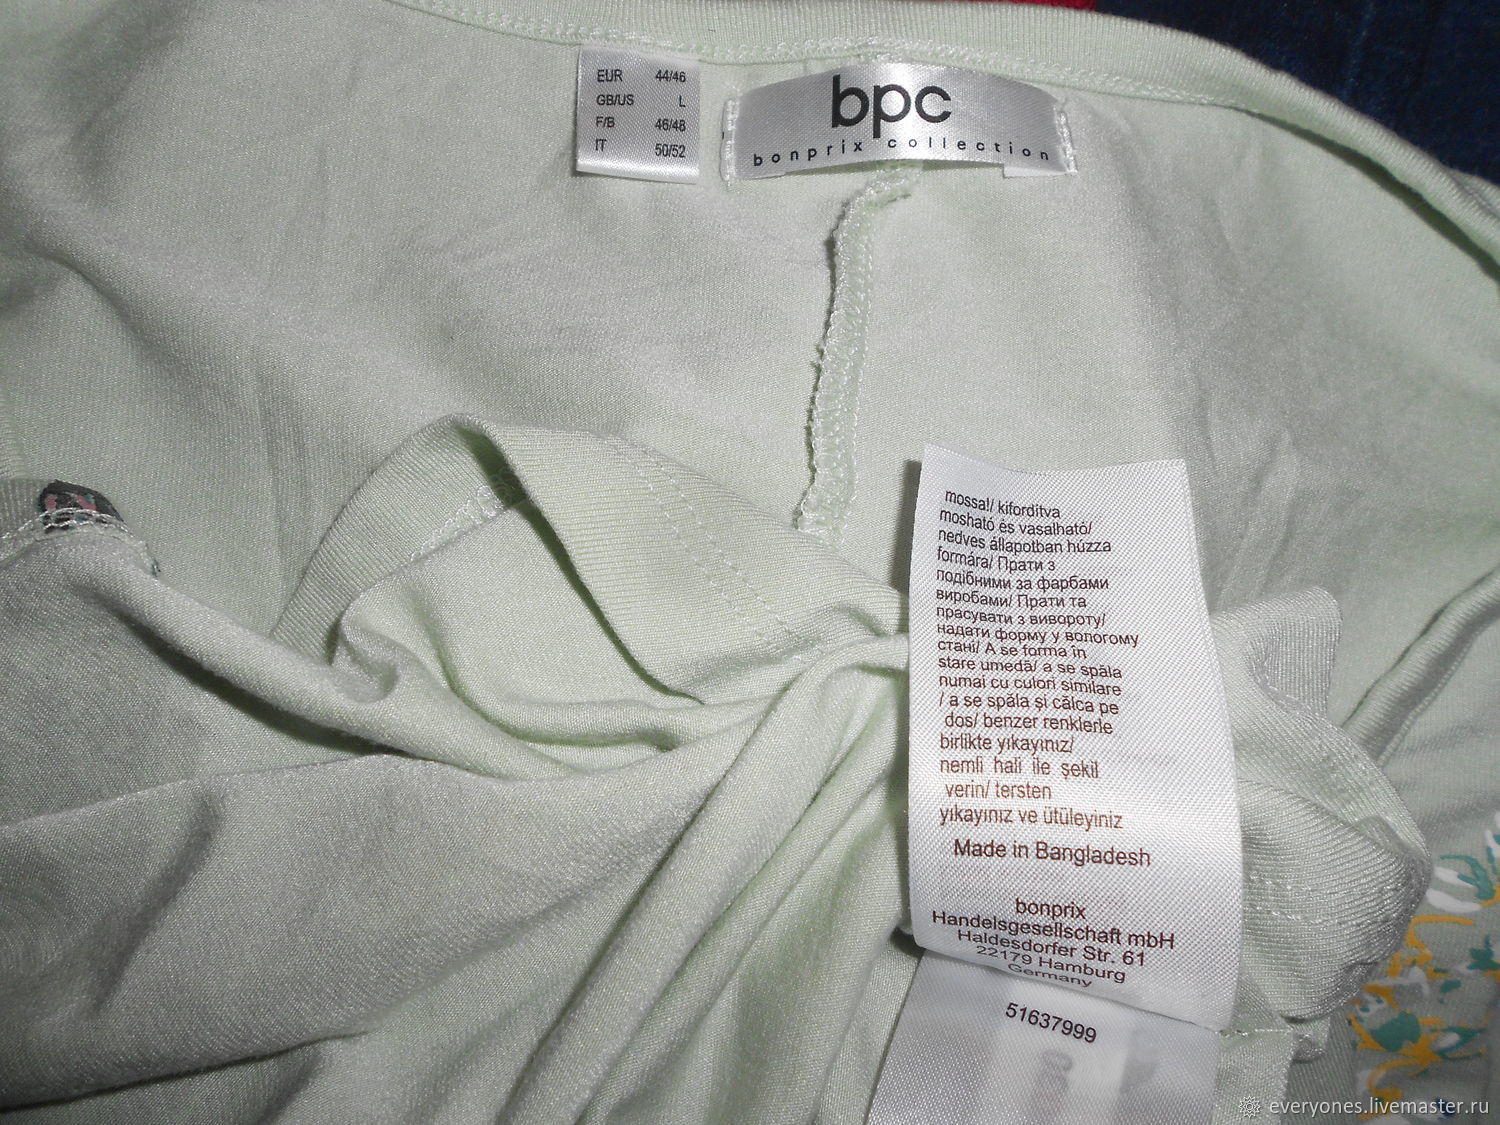 EUR 44/46
GB/US L
F/B 46/48
IT 50/52
bpc
bonprix collection
mossa!/ kifordítva
mosható és vasalható/
nedves állapotban húzza
formára/ Прати з
подібними за фарбами
виробами/ Прати та
прасувати з вивороту/
надати форму у вологому
стані/ A se forma în
stare umedă/ a se spăla
numai cu culori similare
/ a se spăla și călca pe
dos/ benzer renklerle
birlikte yıkayınız/
nemli hali ile şekil
verin/ tersten
yıkayınız ve ütüleyiniz
Made in Bangladesh
bonprix
Handelsgesellschaft mbH
Haldesdorfer Str. 61
22179 Hamburg
Germany
51637999
everyones.livemaster.ru